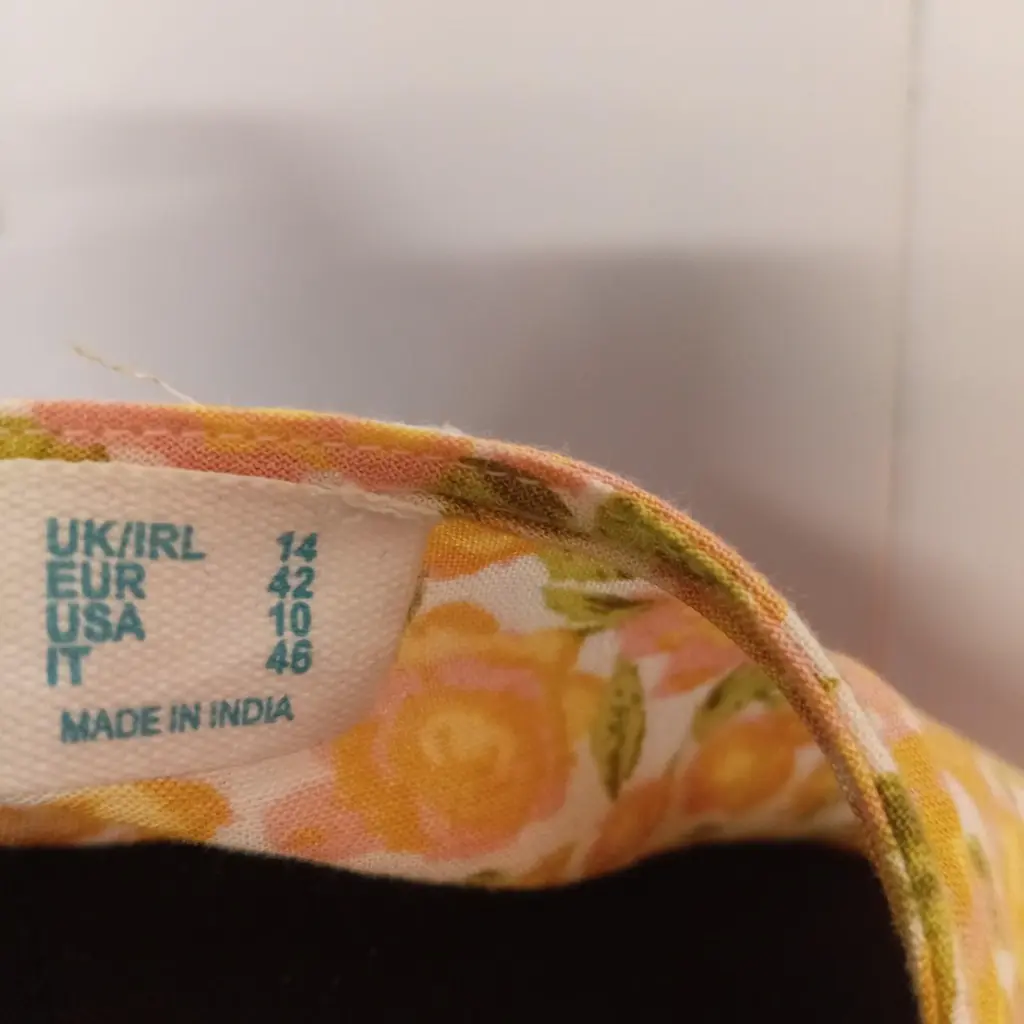 UK/IRL 14
EUR 42
USA 10
IT 46
MADE IN INDIA